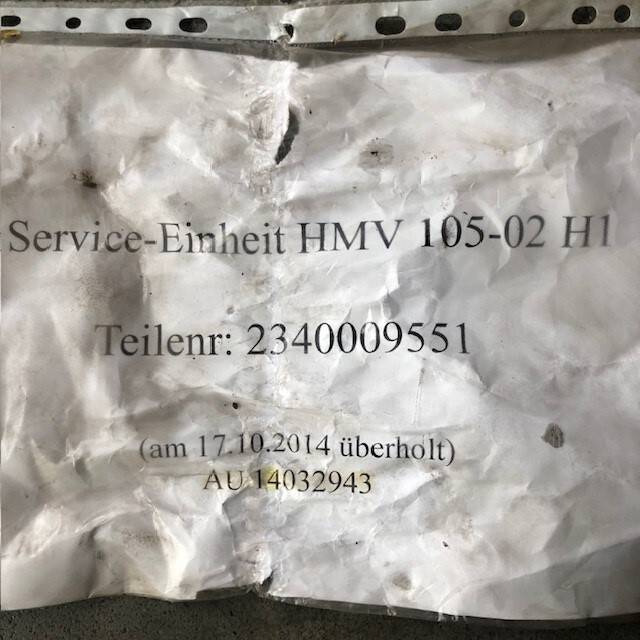 Service-Einheit HMV 105-02 H1
Teilenr: 2340009551
(am 17.10.2014 überholt)
AU 14032943